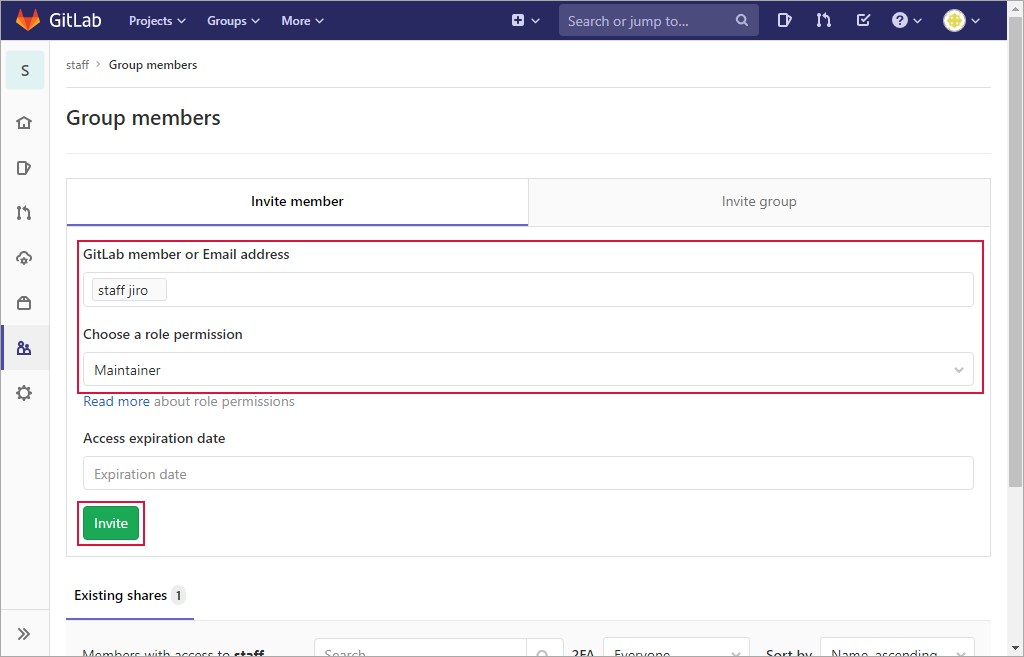 GitLab Projects Groups More Search or jump to... ?
S
staff > Group members
Group members
Invite member Invite group
GitLab member or Email address
staff jiro
Choose a role permission
Maintainer
Read more about role permissions
Access expiration date
Expiration date
Invite
Existing shares 1
Members with access to staff Search 2FA Everyone Sort by Name, ascending